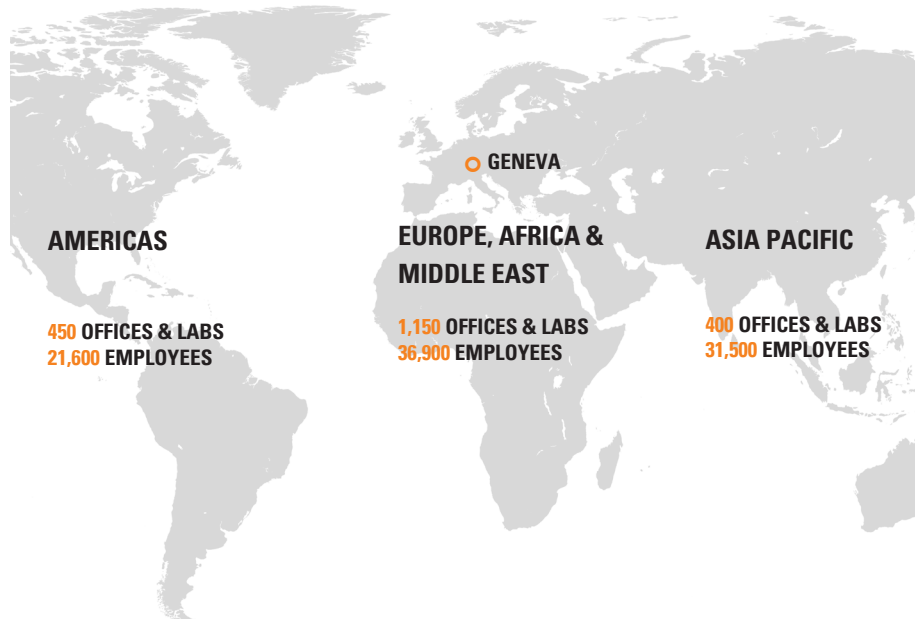 GENEVA
AMERICAS
450 OFFICES & LABS
21,600 EMPLOYEES
EUROPE, AFRICA &
MIDDLE EAST
1,150 OFFICES & LABS
36,900 EMPLOYEES
ASIA PACIFIC
400 OFFICES & LABS
31,500 EMPLOYEES